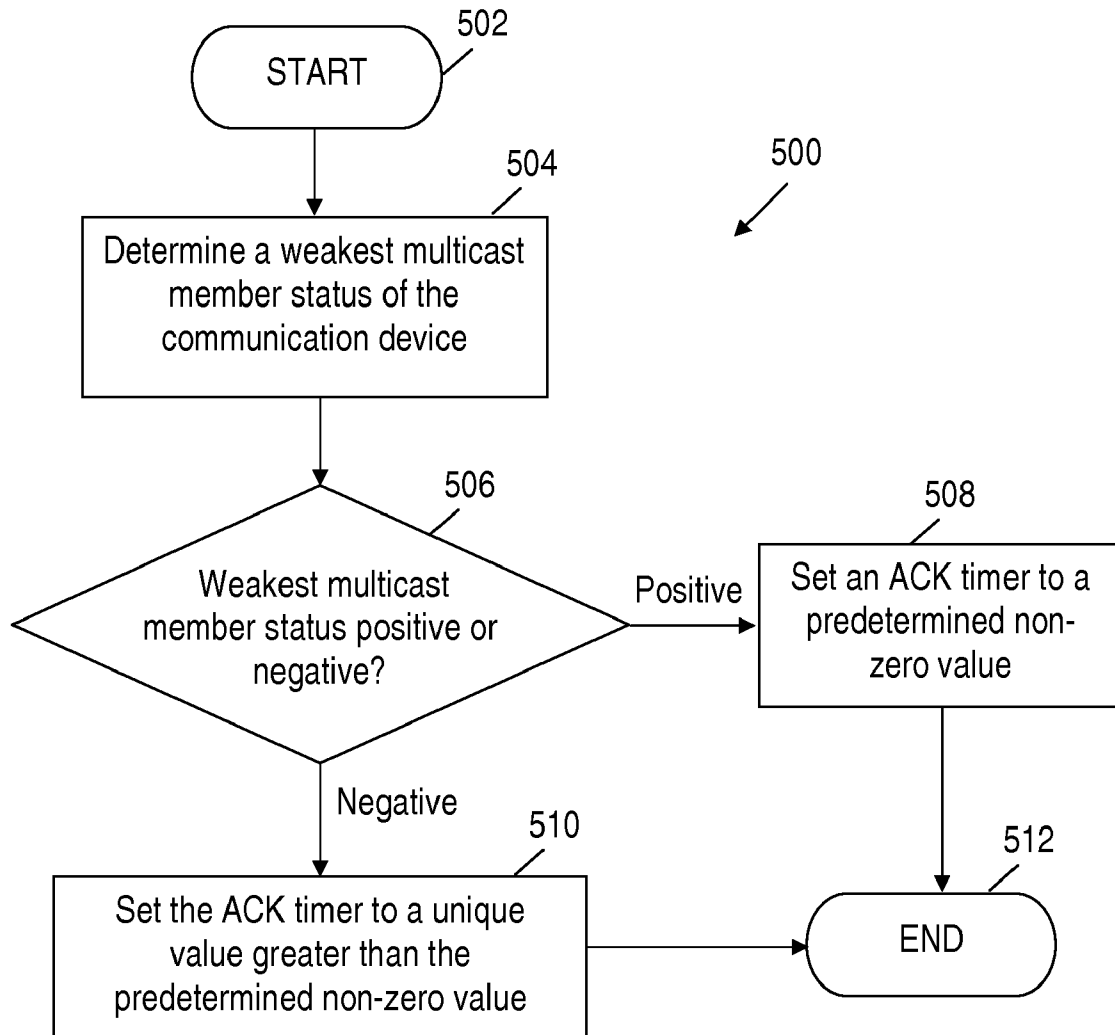 502
START
504
500
Determine a weakest multicast
member status of the
communication device
506
508
Weakest multicast
member status positive or
negative?
Positive
Set an ACK timer to a
predetermined non-
zero value
Negative
510
512
Set the ACK timer to a unique
value greater than the
predetermined non-zero value
END